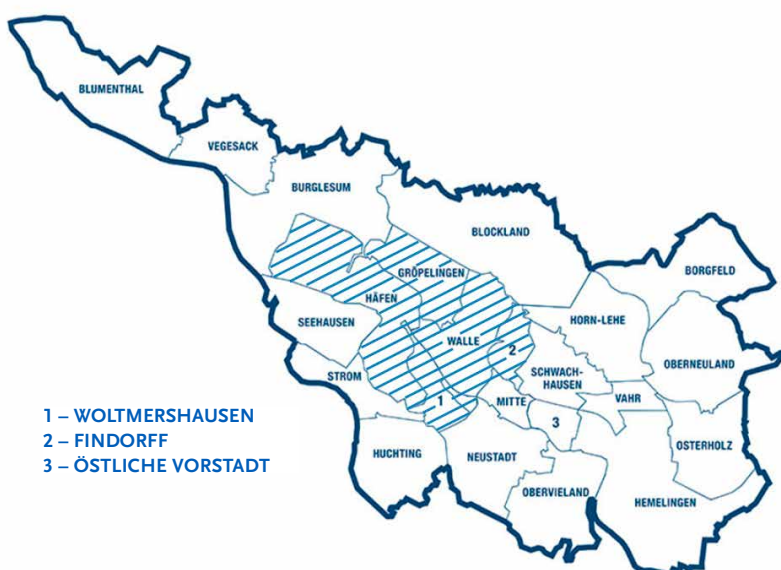 BLUMENTHAL
VEGESACK
BURGLESUM
BLOCKLAND
BORGFELD
GRÖPELINGEN
HÄFEN
SEEHAUSEN
HORN-LEHE
WALLE
2
OBERNEULAND
STROM
SCHWACH-
HAUSEN
1
MITTE
VAHR
3
1 – WOLTMERSHAUSEN
2 – FINDORFF
3 – ÖSTLICHE VORSTADT
HUCHTING
NEUSTADT
OSTERHOLZ
OBERVIELAND
HEMELINGEN